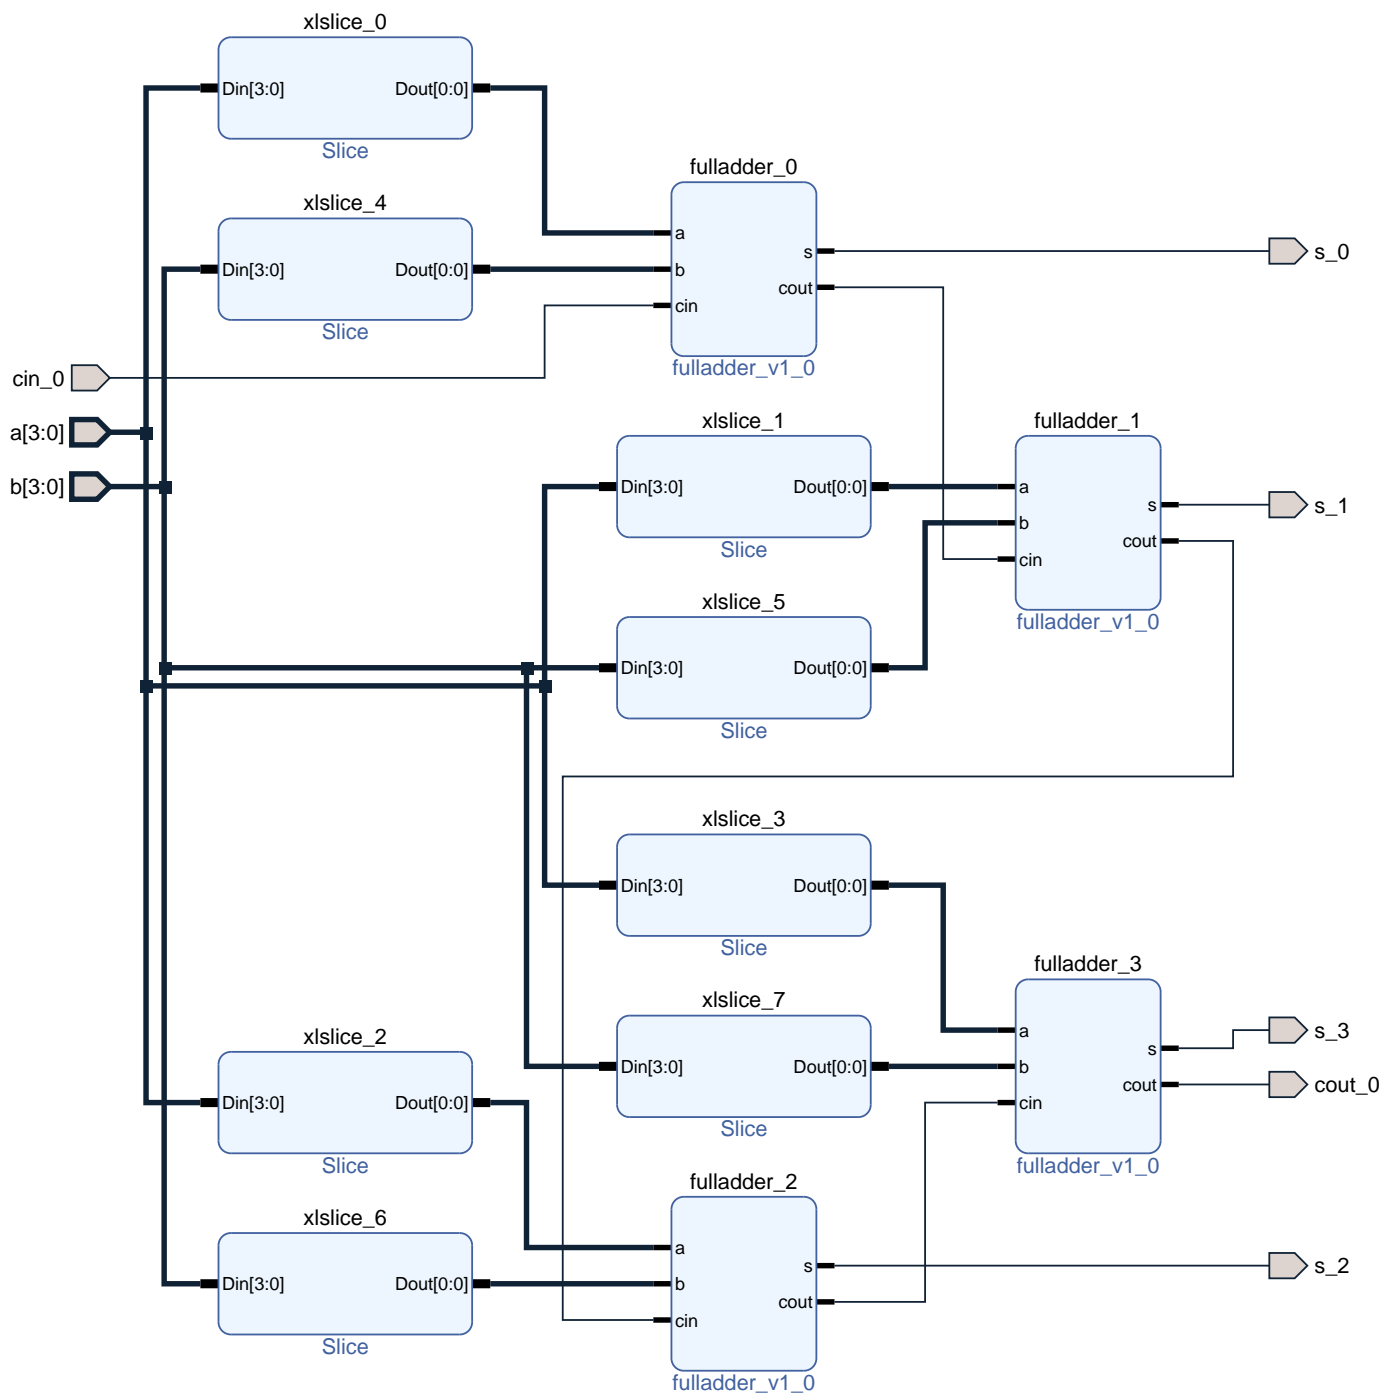 xlslice_0
Din[3:0] Dout[0:0]
Slice
xlslice_4
Din[3:0] Dout[0:0]
Slice
fulladder_0
a
b
cin
s
cout
fulladder_v1_0
s_0
cin_0
a[3:0]
b[3:0]
xlslice_1
Din[3:0] Dout[0:0]
Slice
xlslice_5
Din[3:0] Dout[0:0]
Slice
fulladder_1
a
b
cin
s
cout
fulladder_v1_0
s_1
xlslice_3
Din[3:0] Dout[0:0]
Slice
xlslice_7
Din[3:0] Dout[0:0]
Slice
fulladder_3
a
b
cin
s
cout
fulladder_v1_0
s_3
cout_0
xlslice_2
Din[3:0] Dout[0:0]
Slice
xlslice_6
Din[3:0] Dout[0:0]
Slice
fulladder_2
a
b
cin
s
cout
fulladder_v1_0
s_2